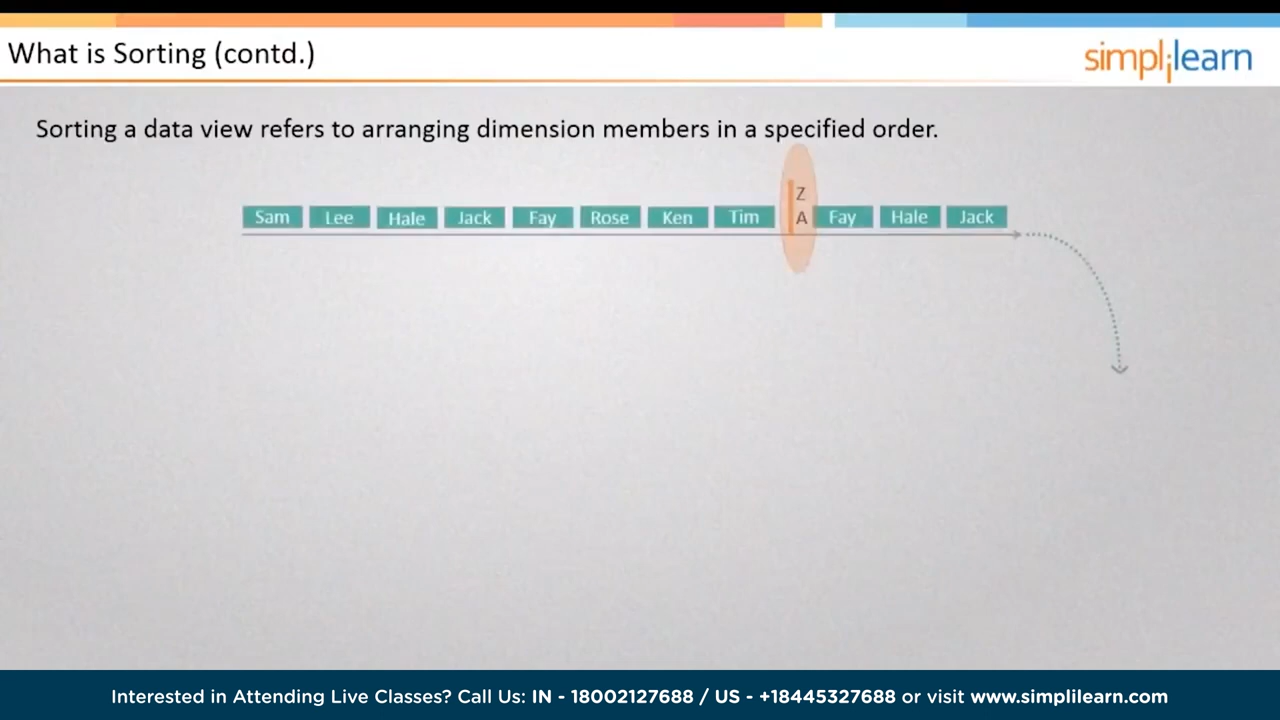 What is Sorting (contd.)
simplilearn
Sorting a data view refers to arranging dimension members in a specified order.
Z
Sam Lee Hale Jack Fay Rose Ken Tim A Fay Hale Jack
Interested in Attending Live Classes? Call Us: IN - 18002127688 / US - +18445327688 or visit www.simplilearn.com